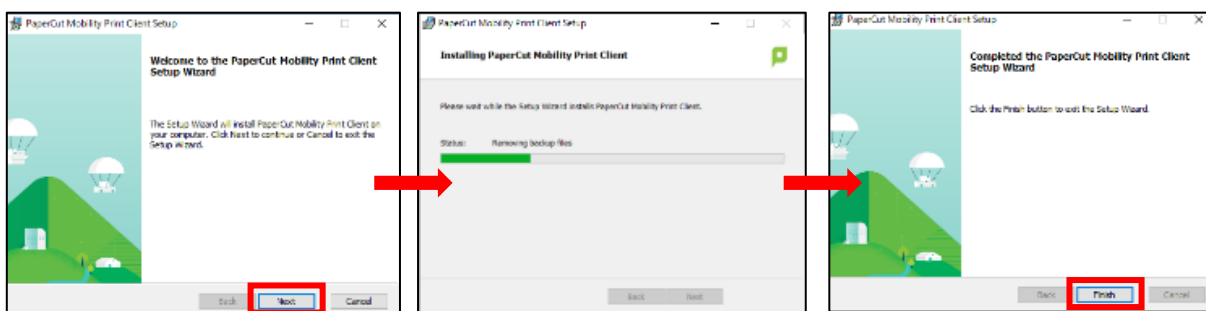 PaperCut Mobility Print Client Setup
Welcome to the PaperCut Mobility Print Client
Setup Wizard
The Setup Wizard will install PaperCut Mobility Print Client on
your computer. Click Next to continue or Cancel to exit the
Setup Wizard.
Back Next Cancel
PaperCut Mobility Print Client Setup
Installing PaperCut Mobility Print Client
Please wait while the Setup Wizard installs PaperCut Mobility Print Client.
Status: Removing backup files
Back Next
PaperCut Mobility Print Client Setup
Completed the PaperCut Mobility Print Client
Setup Wizard
Click the Finish button to exit the Setup Wizard.
Back Finish Cancel